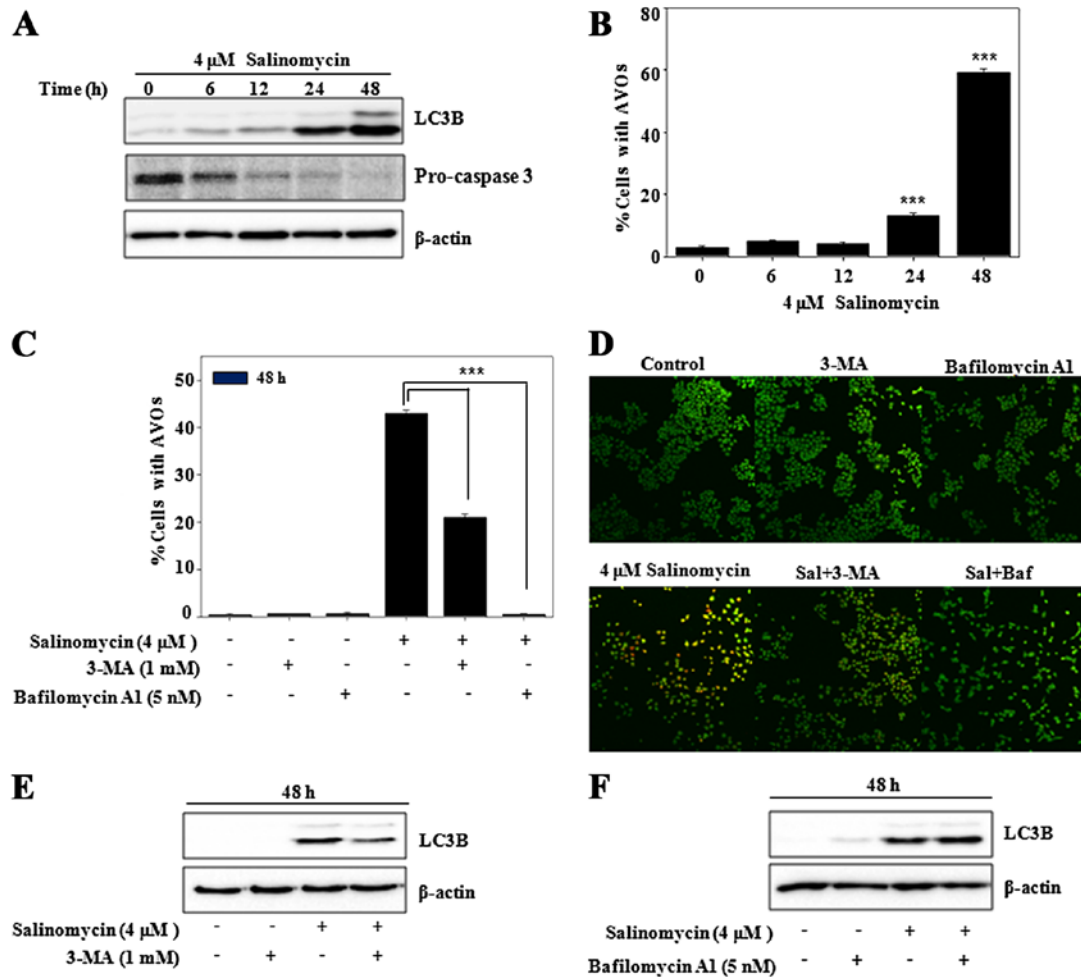 A
4 μM Salinomycin
Time (h) 0 6 12 24 48
LC3B
Pro-caspase 3
β-actin
B
% Cells with AVOs
60
40
20
0
*** ***
0 6 12 24 48
4 μM Salinomycin
C
48 h
***
% Cells with AVOs
50
40
30
20
10
0
Salinomycin (4 μM ) - - - + + +
3-MA (1 mM) - + - - + -
Bafilomycin A1 (5 nM) - - + - - +
D
Control 3-MA Bafilomycin A1
4 μM Salinomycin Sal+3-MA Sal+Baf
E
48 h
LC3B
β-actin
Salinomycin (4 μM ) - - + +
3-MA (1 mM) - + - +
F
48 h
LC3B
β-actin
Salinomycin (4 μM ) - - + +
Bafilomycin A1 (5 nM) - + - +